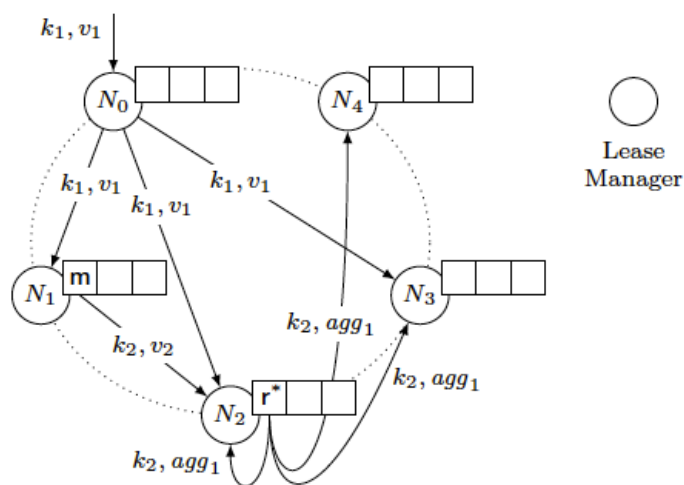 k₁, v₁
N₀
N₄
Lease
Manager
k₁, v₁
k₁, v₁
k₁, v₁
N₁
m
N₃
k₂, v₂
k₂, agg₁
k₂, agg₁
N₂
r*
k₂, agg₁